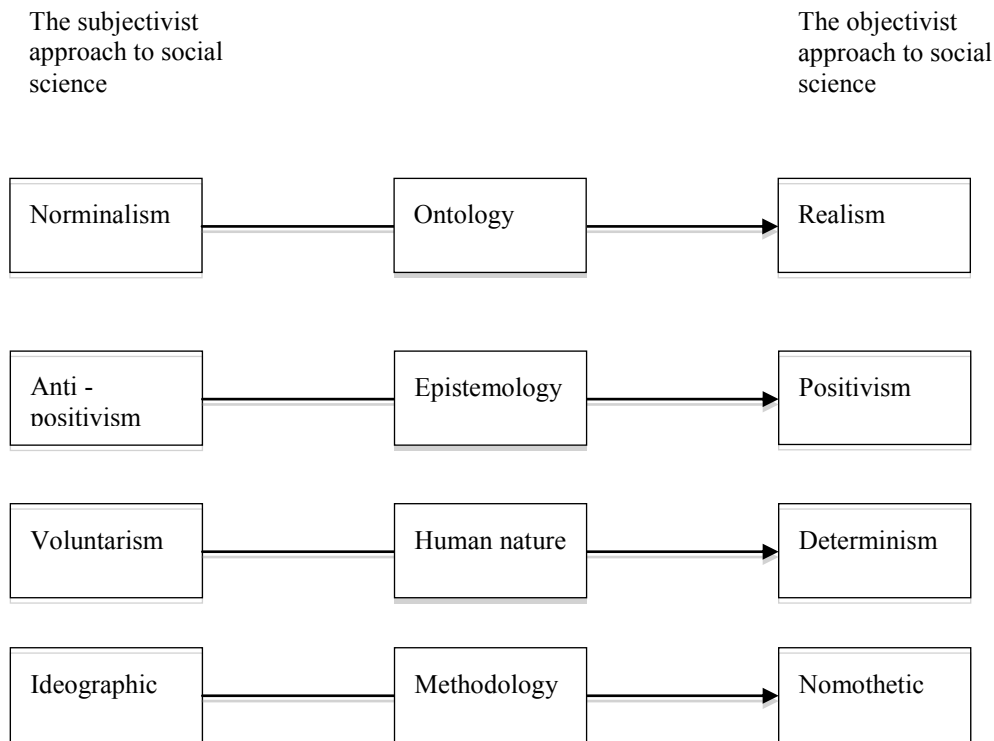 The subjectivist
approach to social
science
The objectivist
approach to social
science
Norminalism
Ontology
Realism
Anti -
positivism
Epistemology
Positivism
Voluntarism
Human nature
Determinism
Ideographic
Methodology
Nomothetic